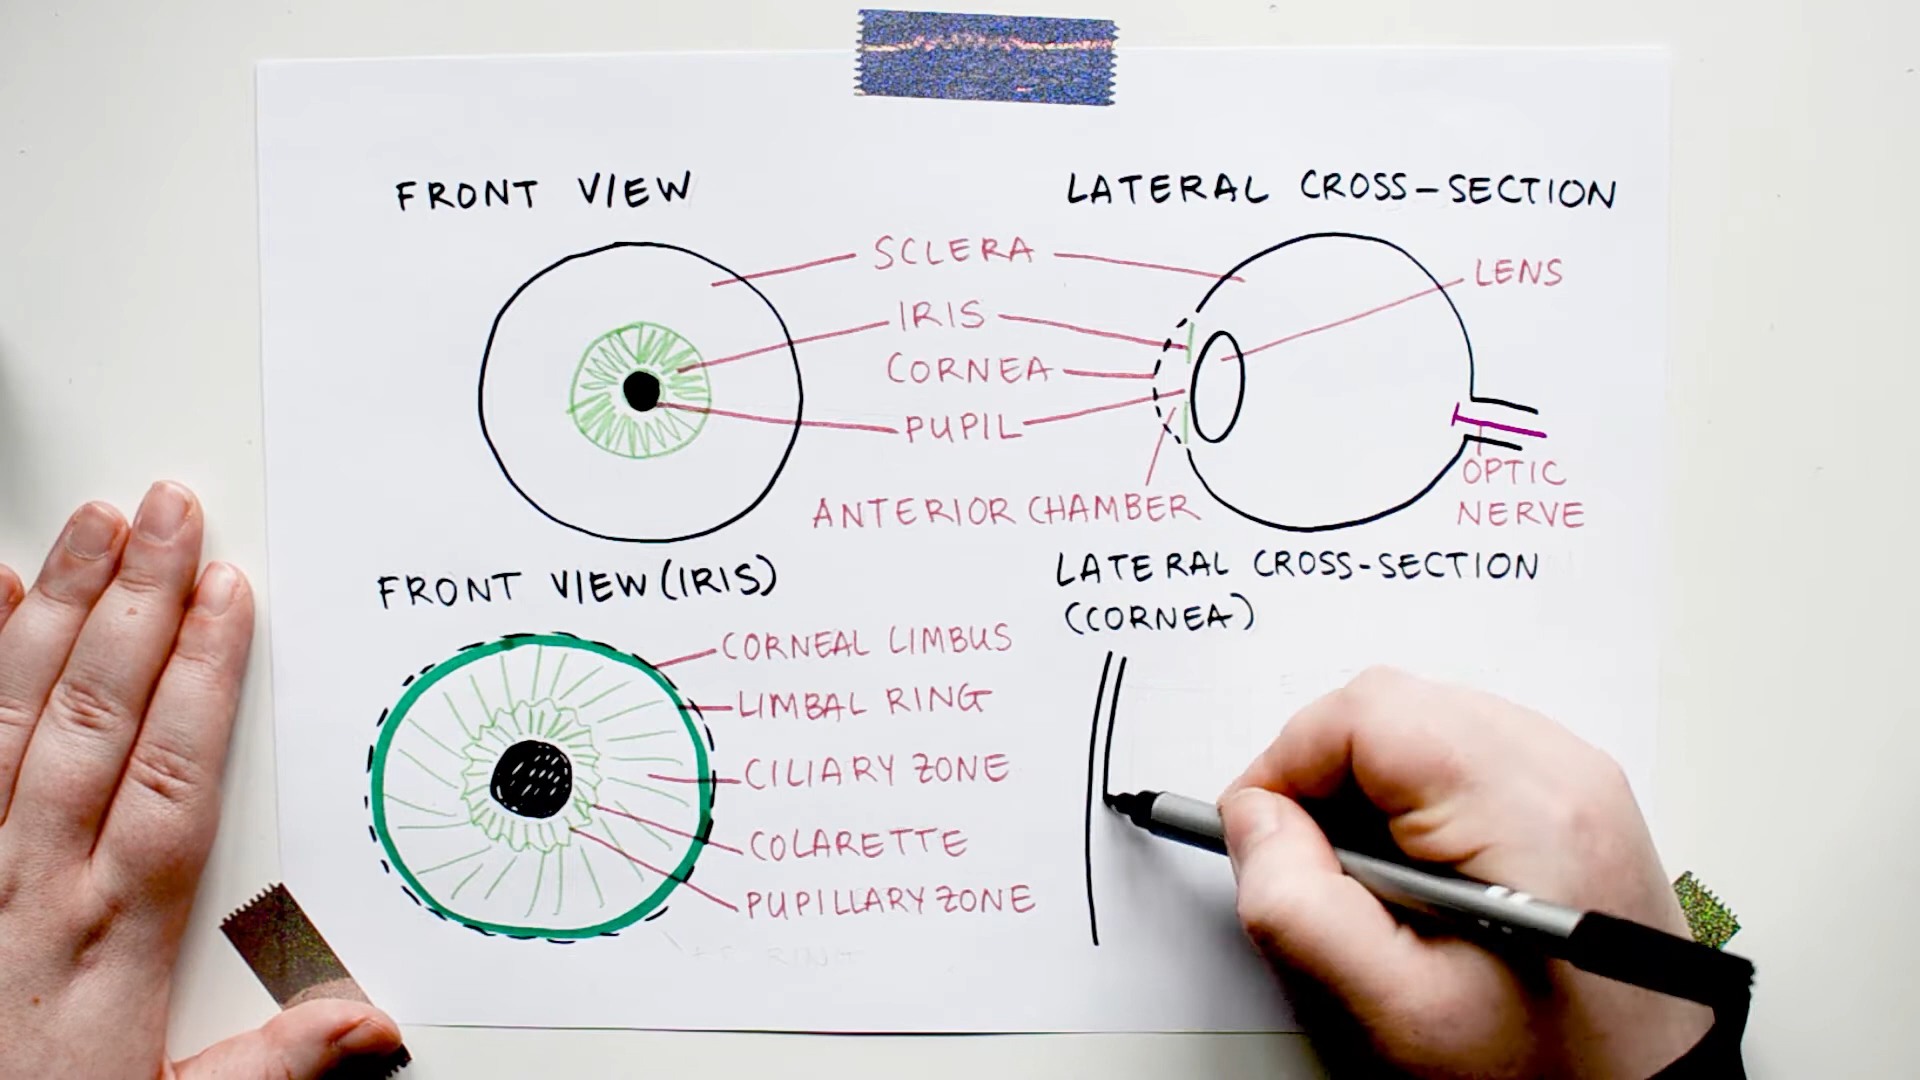 FRONT VIEW
LATERAL CROSS-SECTION
SCLERA
LENS
IRIS
CORNEA
PUPIL
ANTERIOR CHAMBER
OPTIC
NERVE
FRONT VIEW (IRIS)
CORNEAL LIMBUS
LIMBAL RING
CILIARY ZONE
COLARETTE
PUPILLARY ZONE
LATERAL CROSS-SECTION
(CORNEA)